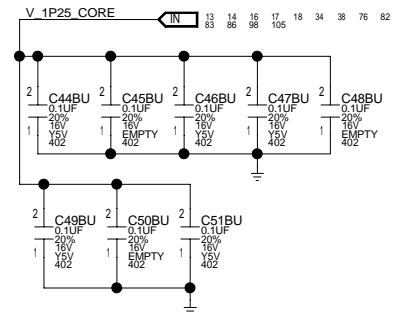 V_1P25_CORE
IN
13 14 16 17 18 34 38 76 82
83 86 98 105
2 C44BU
0.1UF
20%
16V
1 Y5V
402
2 C45BU
0.1UF
20%
16V
1 EMPTY
402
2 C46BU
0.1UF
20%
16V
1 Y5V
402
2 C47BU
0.1UF
20%
16V
1 Y5V
402
2 C48BU
0.1UF
20%
16V
1 EMPTY
402
2 C49BU
0.1UF
20%
16V
1 Y5V
402
2 C50BU
0.1UF
20%
16V
1 EMPTY
402
2 C51BU
0.1UF
20%
16V
1 Y5V
402